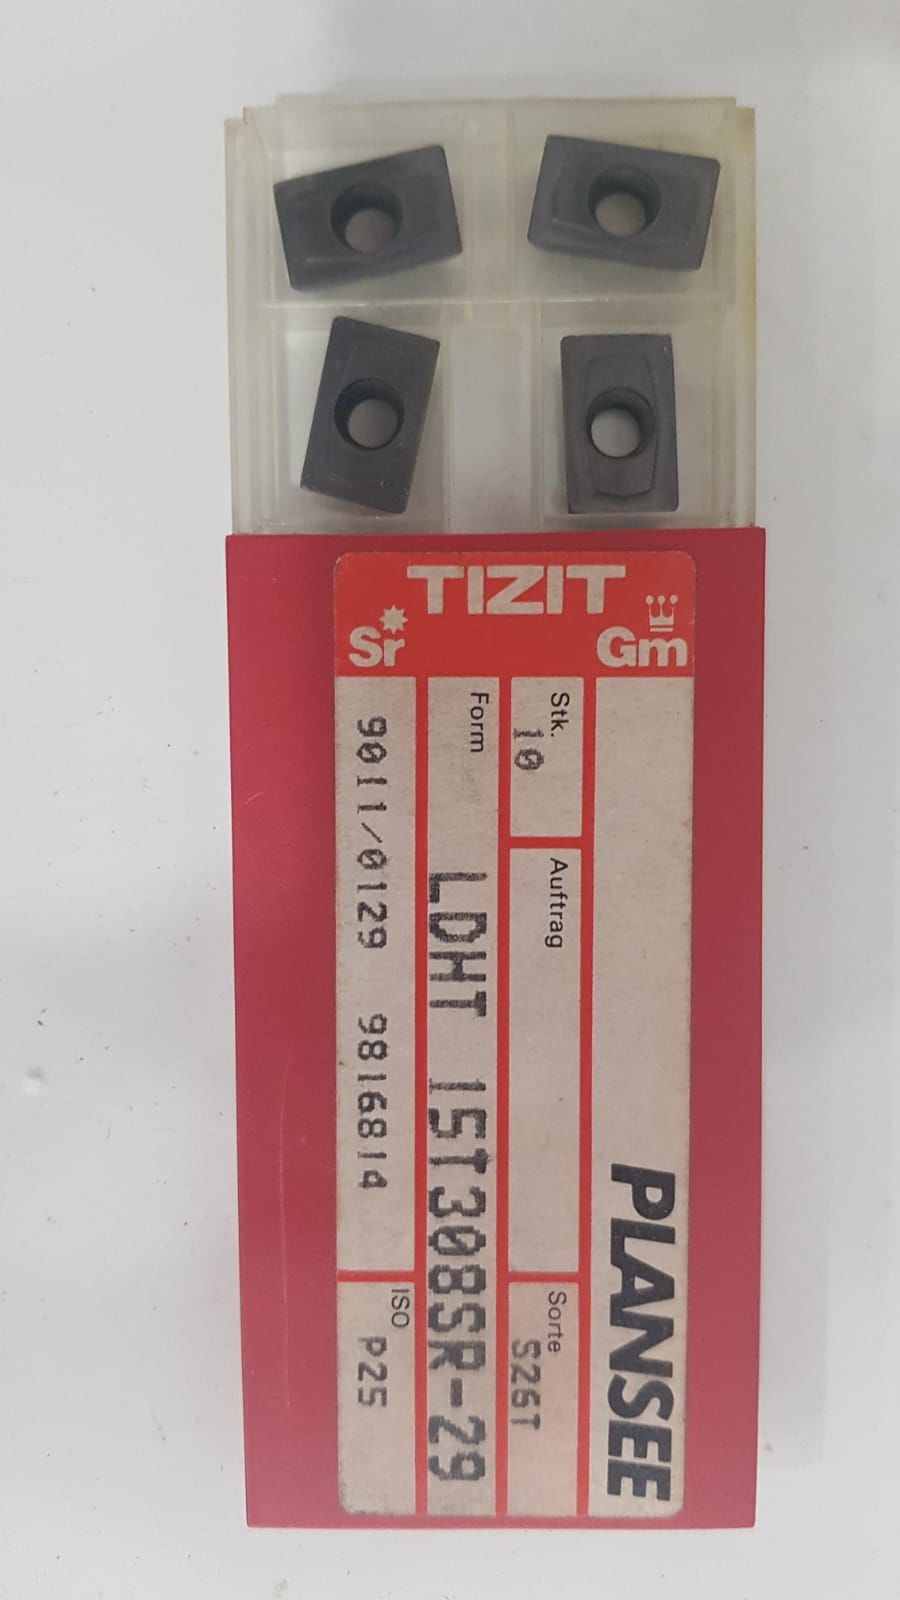 TIZIT
Sr
Gm
PLANSEE
Stk.
10
Auftrag
Sorte
S26T
Form
LDHT 15T308SR-29
9011/0129 9816814
ISO
P25